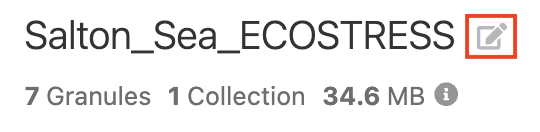 Salton_Sea_ECOSTRESS
7 Granules 1 Collection 34.6 MB